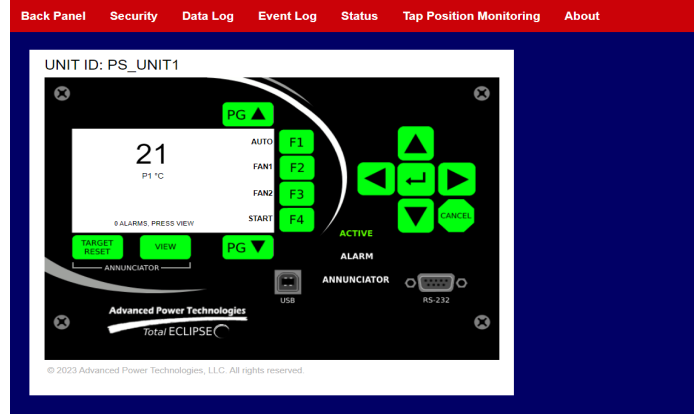 Back Panel Security Data Log Event Log Status Tap Position Monitoring About
UNIT ID: PS_UNIT1
PG
21
P1 °C
AUTO F1
FAN1 F2
FAN2 F3
START F4
0 ALARMS, PRESS VIEW
CANCEL
TARGET RESET
VIEW
PG
ANNUNCIATOR
ACTIVE
ALARM
ANNUNCIATOR
USB
RS-232
Advanced Power Technologies
Total ECLIPSE
© 2023 Advanced Power Technologies, LLC. All rights reserved.